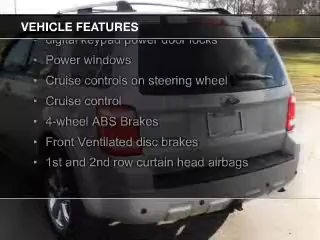 VEHICLE FEATURES
digital keypad power door locks
• Power windows
• Cruise controls on steering wheel
• Cruise control
• 4-wheel ABS Brakes
• Front Ventilated disc brakes
• 1st and 2nd row curtain head airbags